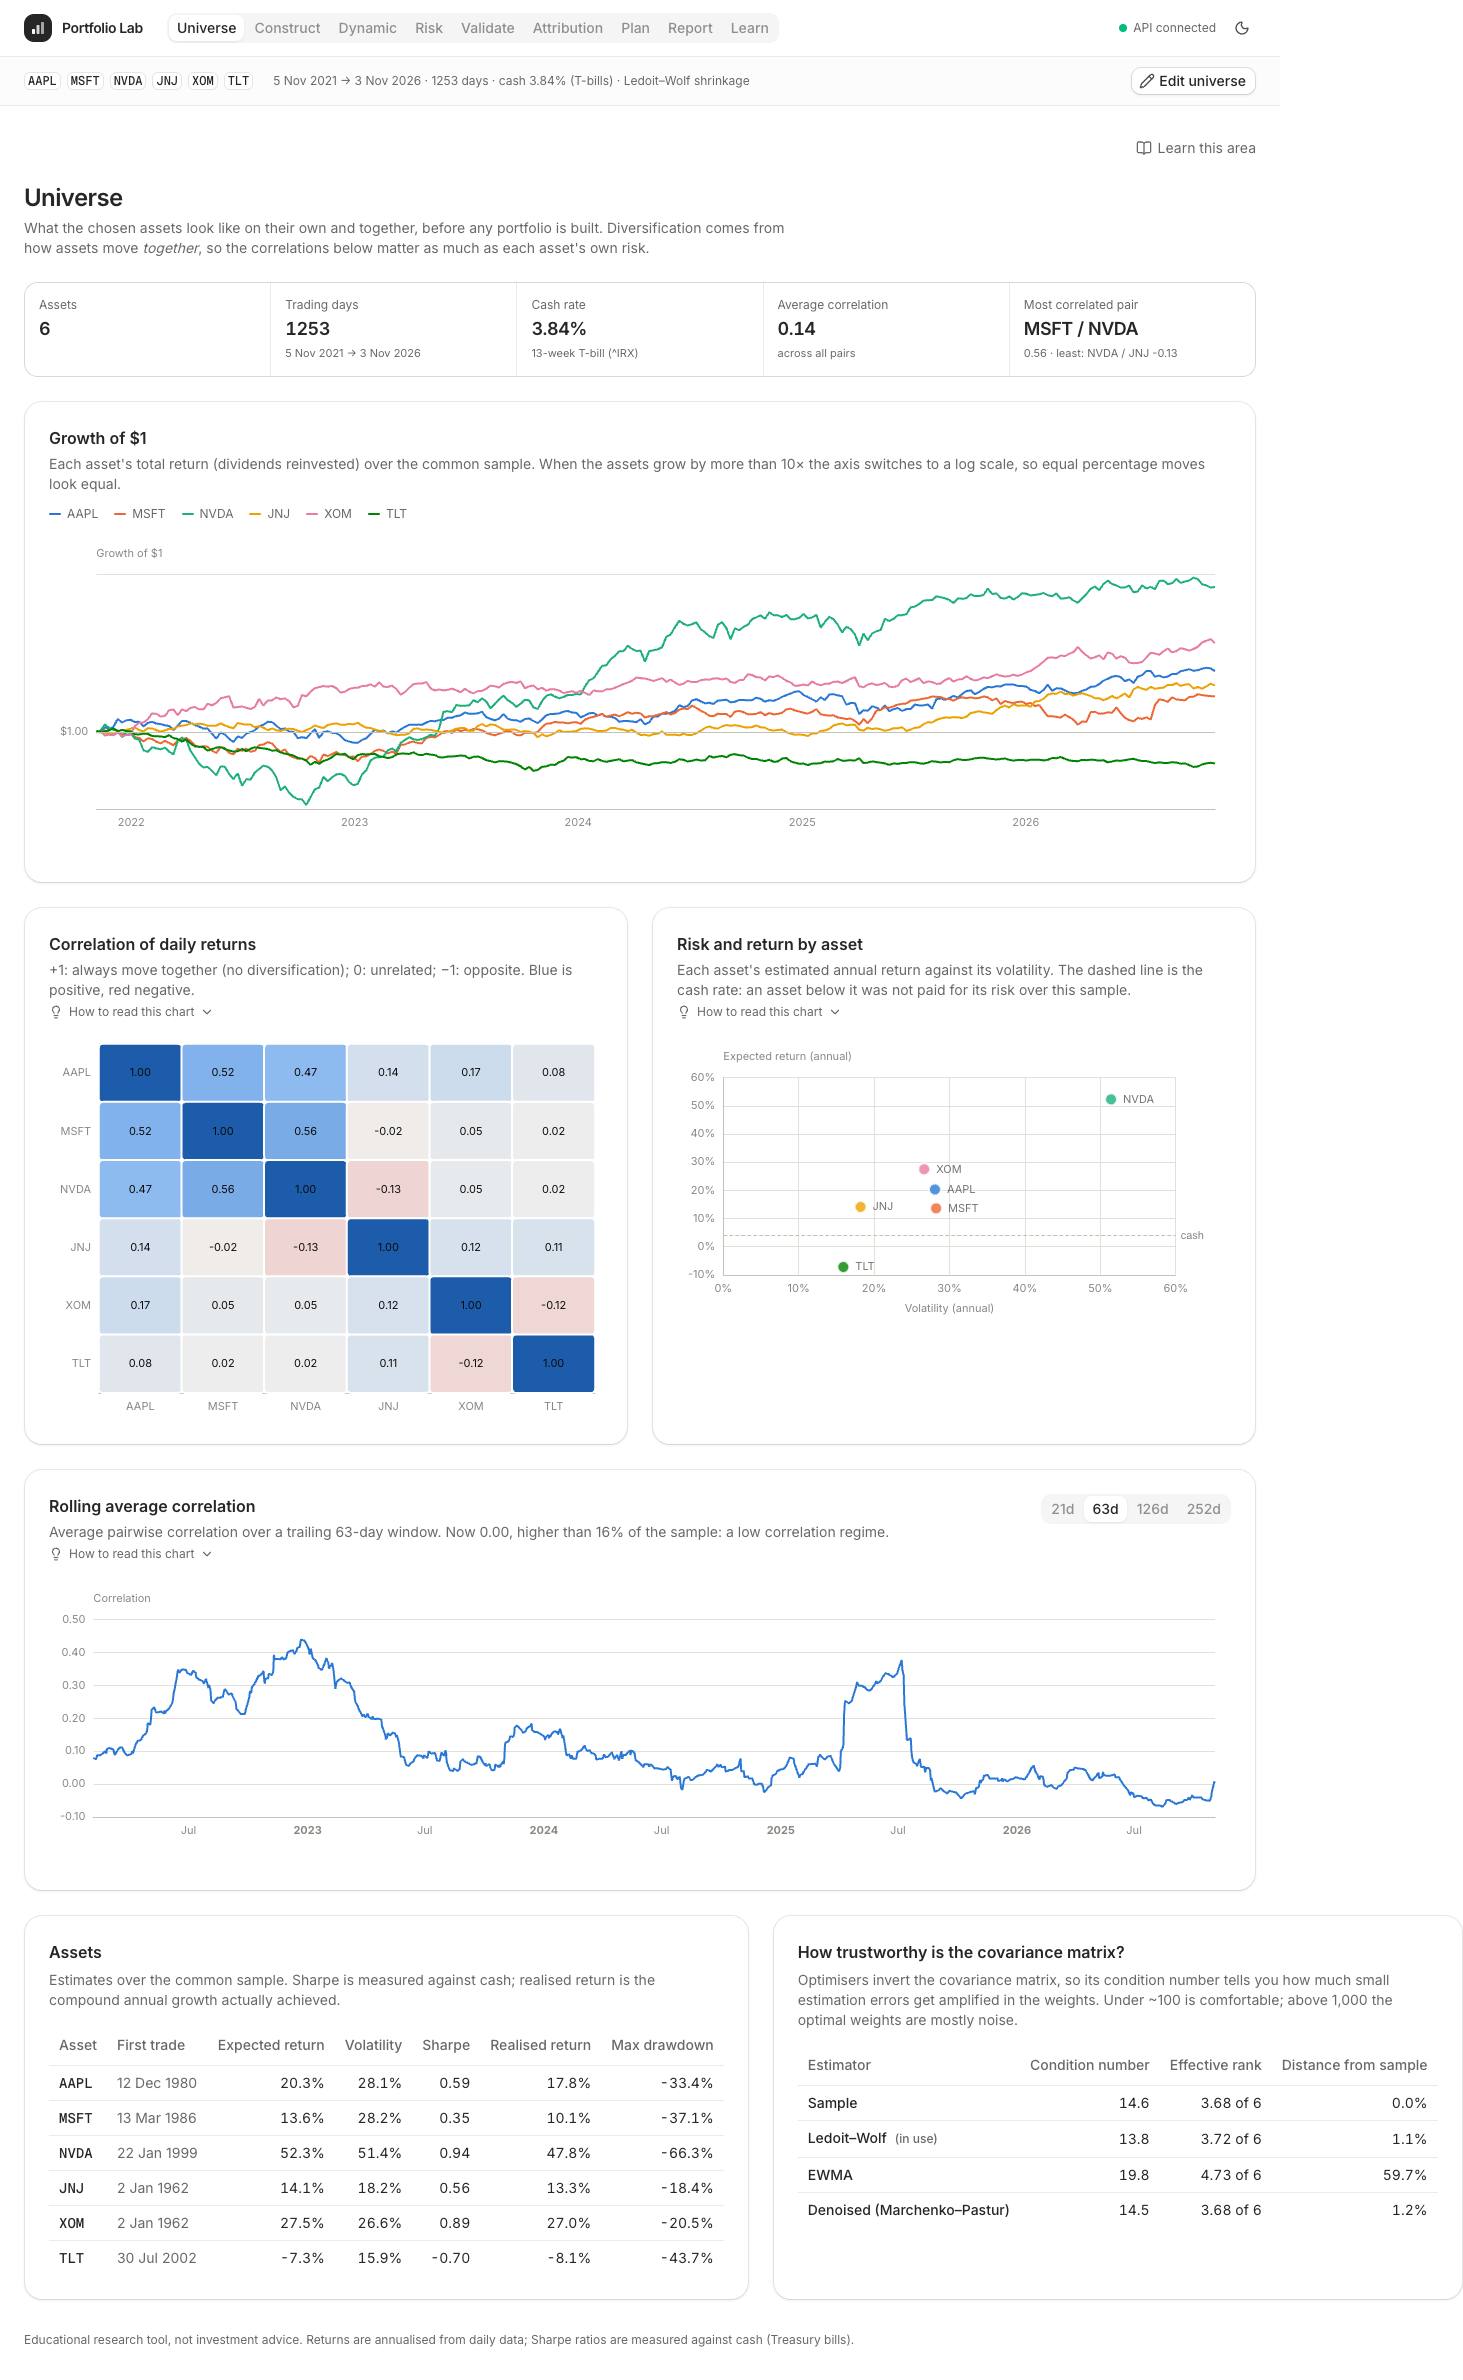 Portfolio Lab
Universe Construct Dynamic Risk Validate Attribution Plan Report Learn
API connected
AAPL MSFT NVDA JNJ XOM TLT
5 Nov 2021 → 3 Nov 2026 · 1253 days · cash 3.84% (T-bills) · Ledoit–Wolf shrinkage
Edit universe
Learn this area
Universe
What the chosen assets look like on their own and together, before any portfolio is built. Diversification comes from
how assets move together, so the correlations below matter as much as each asset's own risk.
Assets
6
Trading days
1253
5 Nov 2021 → 3 Nov 2026
Cash rate
3.84%
13-week T-bill (^IRX)
Average correlation
0.14
across all pairs
Most correlated pair
MSFT / NVDA
0.56 · least: NVDA / JNJ -0.13
Growth of $1
Each asset's total return (dividends reinvested) over the common sample. When the assets grow by more than 10× the axis switches to a log scale, so equal percentage moves
look equal.
AAPL MSFT NVDA JNJ XOM TLT
Growth of $1
$1.00
2022 2023 2024 2025 2026
Correlation of daily returns
+1: always move together (no diversification); 0: unrelated; −1: opposite. Blue is
positive, red negative.
How to read this chart
AAPL 1.00 0.52 0.47 0.14 0.17 0.08
MSFT 0.52 1.00 0.56 -0.02 0.05 0.02
NVDA 0.47 0.56 1.00 -0.13 0.05 0.02
JNJ 0.14 -0.02 -0.13 1.00 0.12 0.11
XOM 0.17 0.05 0.05 0.12 1.00 -0.12
TLT 0.08 0.02 0.02 0.11 -0.12 1.00
AAPL MSFT NVDA JNJ XOM TLT
Risk and return by asset
Each asset's estimated annual return against its volatility. The dashed line is the
cash rate: an asset below it was not paid for its risk over this sample.
How to read this chart
Expected return (annual)
60%
50%
40%
30%
20%
10%
0%
-10%
NVDA
XOM
AAPL
JNJ
MSFT
cash
TLT
0% 10% 20% 30% 40% 50% 60%
Volatility (annual)
Rolling average correlation
21d 63d 126d 252d
Average pairwise correlation over a trailing 63-day window. Now 0.00, higher than 16% of the sample: a low correlation regime.
How to read this chart
Correlation
0.50
0.40
0.30
0.20
0.10
0.00
-0.10
Jul 2023 Jul 2024 Jul 2025 Jul 2026 Jul
Assets
Estimates over the common sample. Sharpe is measured against cash; realised return is the
compound annual growth actually achieved.
Asset First trade Expected return Volatility Sharpe Realised return Max drawdown
AAPL 12 Dec 1980 20.3% 28.1% 0.59 17.8% -33.4%
MSFT 13 Mar 1986 13.6% 28.2% 0.35 10.1% -37.1%
NVDA 22 Jan 1999 52.3% 51.4% 0.94 47.8% -66.3%
JNJ 2 Jan 1962 14.1% 18.2% 0.56 13.3% -18.4%
XOM 2 Jan 1962 27.5% 26.6% 0.89 27.0% -20.5%
TLT 30 Jul 2002 -7.3% 15.9% -0.70 -8.1% -43.7%
How trustworthy is the covariance matrix?
Optimisers invert the covariance matrix, so its condition number tells you how much small
estimation errors get amplified in the weights. Under ~100 is comfortable; above 1,000 the
optimal weights are mostly noise.
Estimator Condition number Effective rank Distance from sample
Sample 14.6 3.68 of 6 0.0%
Ledoit–Wolf (in use) 13.8 3.72 of 6 1.1%
EWMA 19.8 4.73 of 6 59.7%
Denoised (Marchenko–Pastur) 14.5 3.68 of 6 1.2%
Educational research tool, not investment advice. Returns are annualised from daily data; Sharpe ratios are measured against cash (Treasury bills).